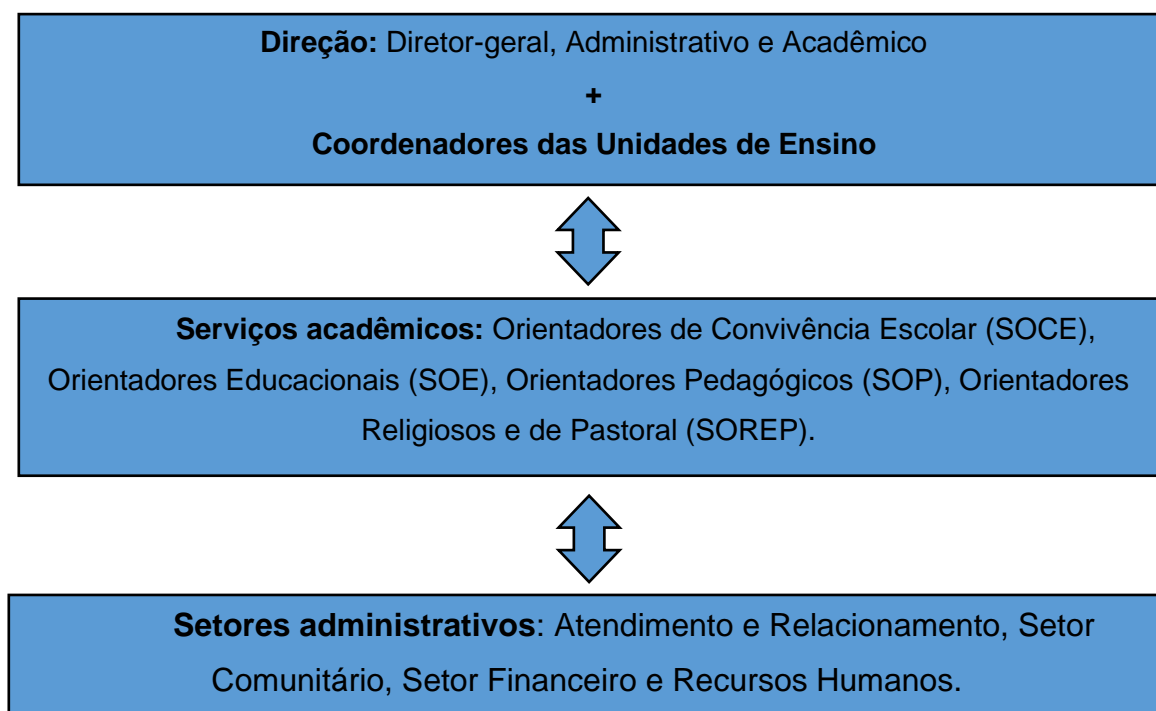 Direção: Diretor-geral, Administrativo e Acadêmico
+
Coordenadores das Unidades de Ensino
Serviços acadêmicos: Orientadores de Convivência Escolar (SOCE),
Orientadores Educacionais (SOE), Orientadores Pedagógicos (SOP), Orientadores
Religiosos e de Pastoral (SOREP).
Setores administrativos: Atendimento e Relacionamento, Setor
Comunitário, Setor Financeiro e Recursos Humanos.